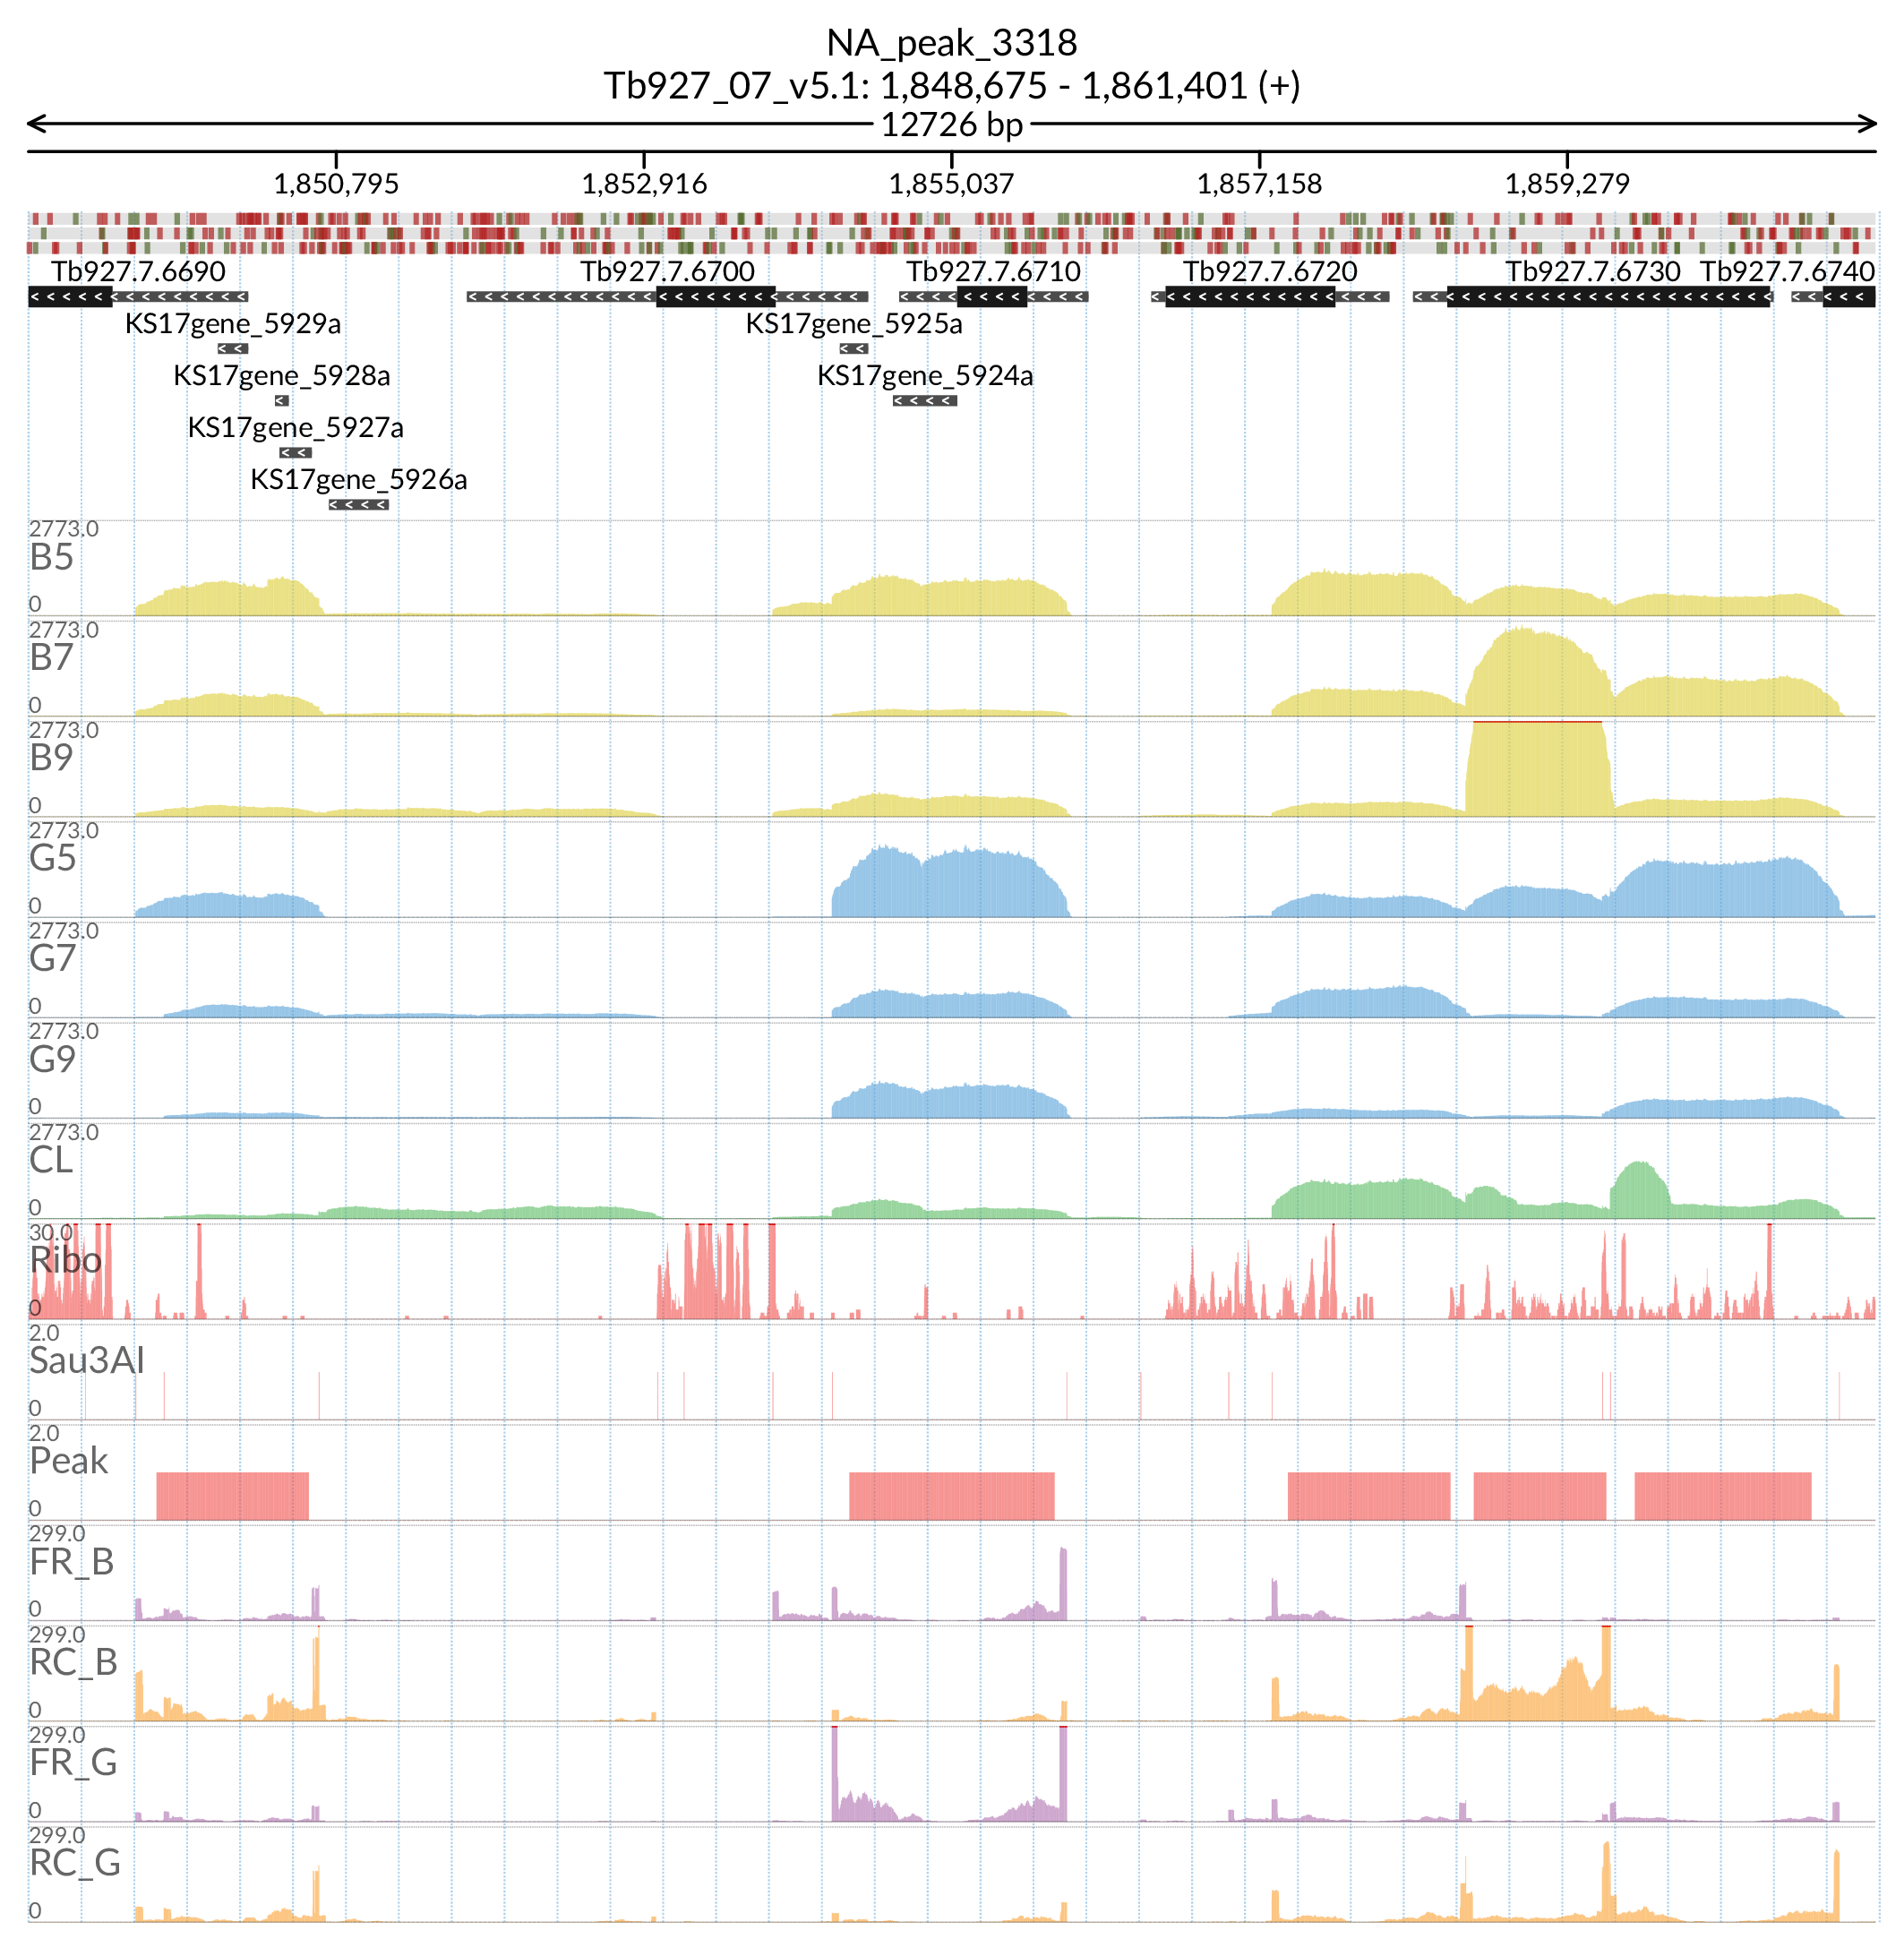 NA_peak_3318
Tb927_07_v5.1: 1,848,675 - 1,861,401 (+)
12726 bp
1,850,795 1,852,916 1,855,037 1,857,158 1,859,279
Tb927.7.6690 Tb927.7.6700 Tb927.7.6710 Tb927.7.6720 Tb927.7.6730 Tb927.7.6740
KS17gene_5929a KS17gene_5925a
KS17gene_5928a KS17gene_5924a
KS17gene_5927a
KS17gene_5926a
2773.0
B5
0
2773.0
B7
0
2773.0
B9
0
2773.0
G5
0
2773.0
G7
0
2773.0
G9
0
2773.0
CL
0
30.0
Ribo
0
2.0
Sau3AI
0
2.0
Peak
0
299.0
FR_B
0
299.0
RC_B
0
299.0
FR_G
0
299.0
RC_G
0